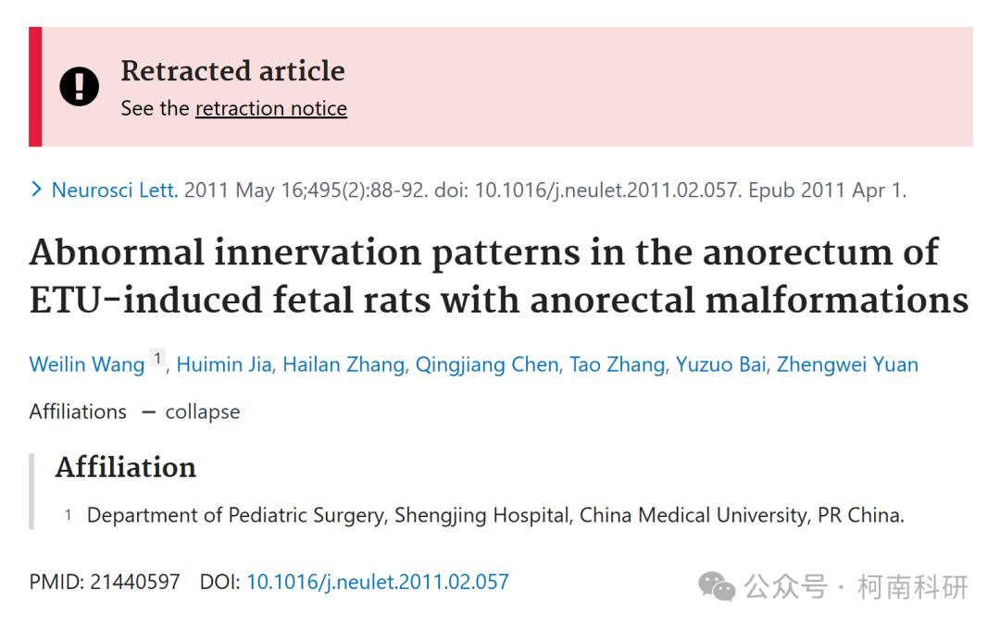 Retracted article
See the retraction notice
Neurosci Lett. 2011 May 16;495(2):88-92. doi: 10.1016/j.neulet.2011.02.057. Epub 2011 Apr 1.
Abnormal innervation patterns in the anorectum of
ETU-induced fetal rats with anorectal malformations
Weilin Wang 1, Huimin Jia, Hailan Zhang, Qingjiang Chen, Tao Zhang, Yuzuo Bai, Zhengwei Yuan
Affiliations — collapse
Affiliation
1 Department of Pediatric Surgery, Shengjing Hospital, China Medical University, PR China.
PMID: 21440597 DOI: 10.1016/j.neulet.2011.02.057
公众号 · 柯南科研